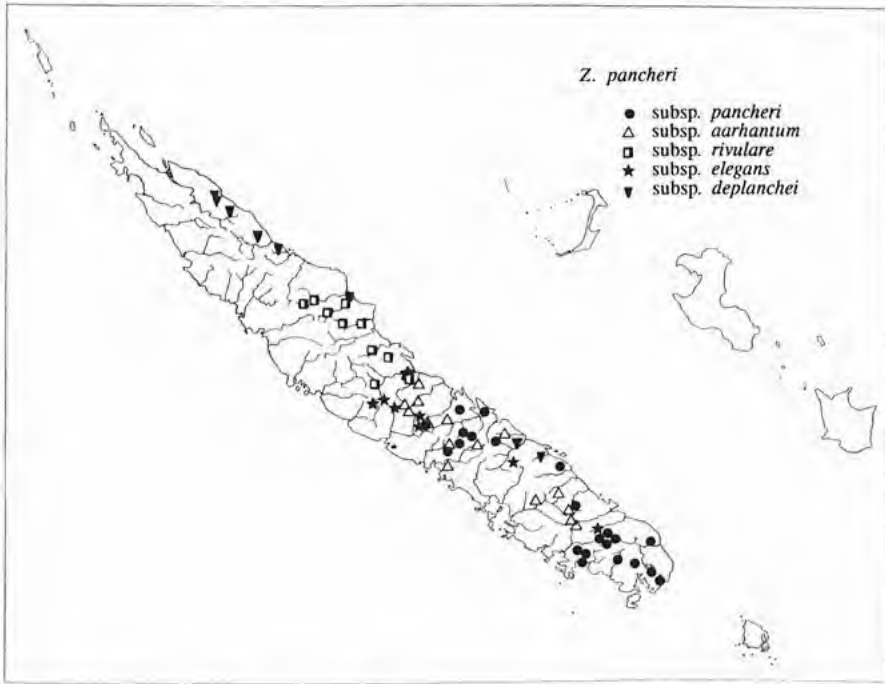 Z. pancheri
subsp. pancheri
subsp. aarhantum
subsp. rivulare
subsp. elegans
subsp. deplanchei